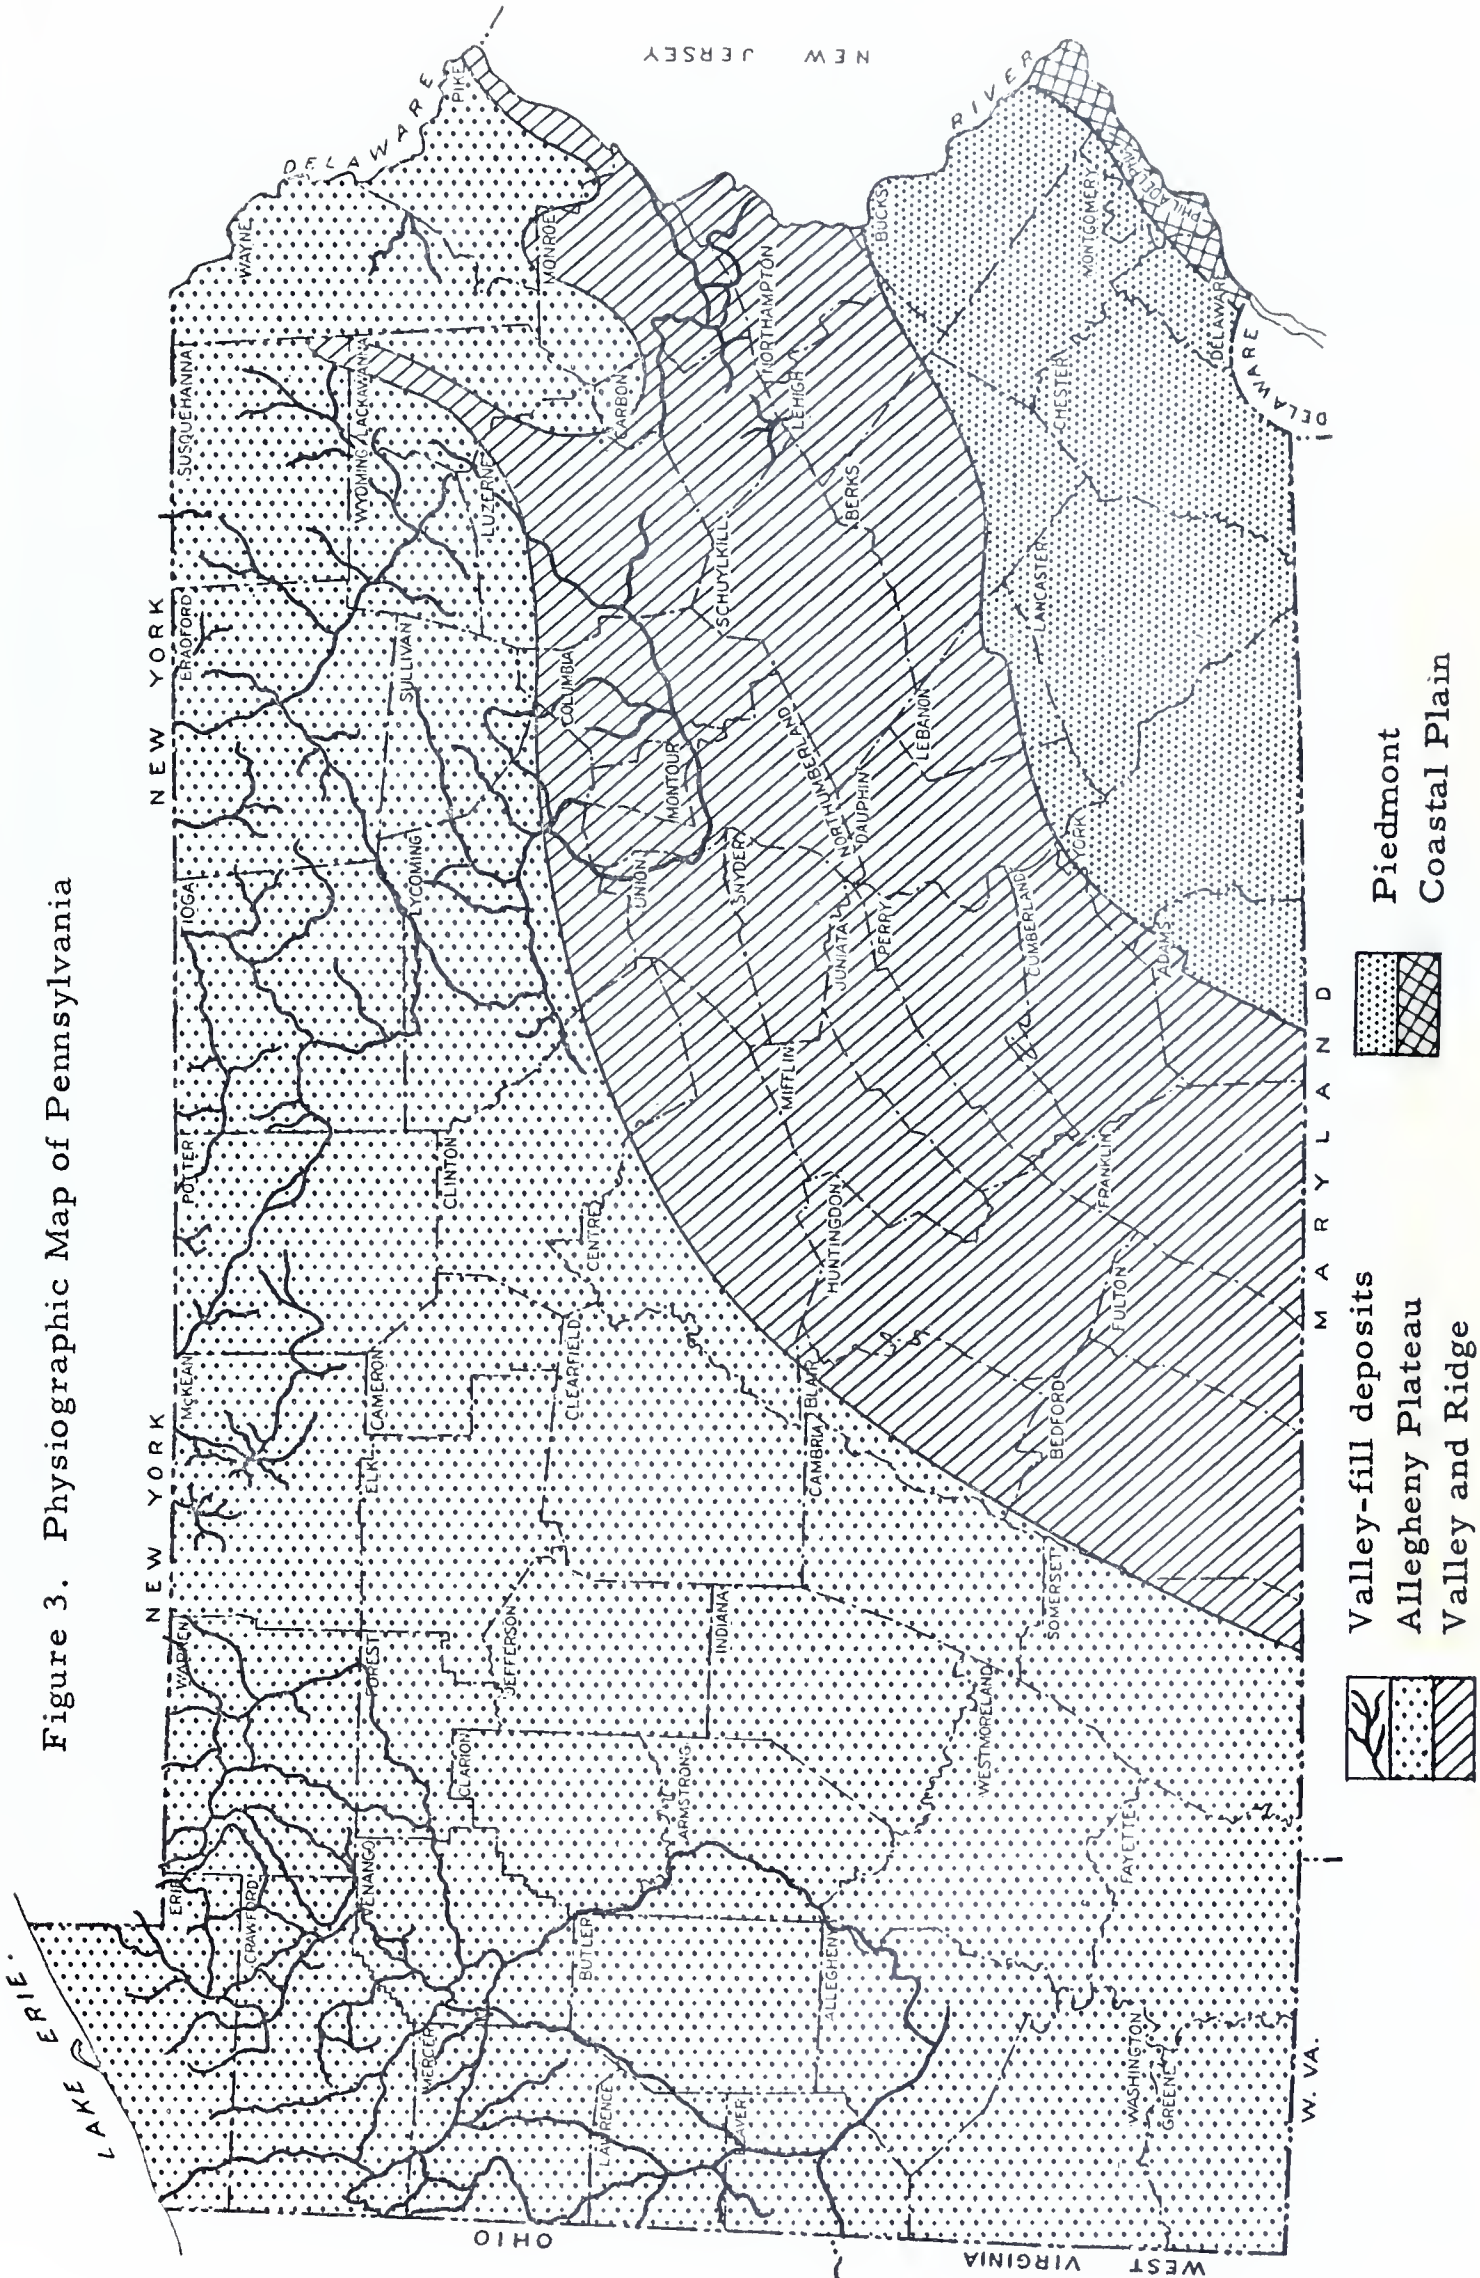 Figure 3. Physiographic Map of Pennsylvania
LAKE ERIE
NEW YORK
NEW YORK
NEW YORK
ERIE
CRAWFORD
WARREN
McKEAN
POTTER
TIOGA
BRADFORD
SUSQUEHANNA
WAYNE
DELAWARE
PIKE
VENANGO
FOREST
ELK
CAMERON
CLINTON
LYCOMING
SULLIVAN
WYOMING
LACKAWANNA
LUZERNE
MONROE
MERCER
CLARION
JEFFERSON
CLEARFIELD
CENTRE
UNION
MONTOUR
COLUMBIA
CARBON
NEW JERSEY
OHIO
LAWRENCE
BUTLER
ARMSTRONG
INDIANA
CAMBRIA
BLAIR
HUNTINGDON
MIFFLIN
SNYDER
JUNIATA
PERRY
NORTHUMBERLAND
DAUPHIN
SCHUYLKILL
LEHIGH
NORTHAMPTON
BEAVER
ALLEGHENY
WESTMORELAND
SOMERSET
BEDFORD
FULTON
FRANKLIN
CUMBERLAND
ADAMS
YORK
LEBANON
BERKS
LANCASTER
CHESTER
MONTGOMERY
BUCKS
RIVER
PHILADELPHIA
DELAWARE
DELAWARE
DEL
WASHINGTON
GREENE
FAYETTE
WEST VIRGINIA
W. VA.
MARYLAND
Valley-fill deposits
Allegheny Plateau
Valley and Ridge
Piedmont
Coastal Plain